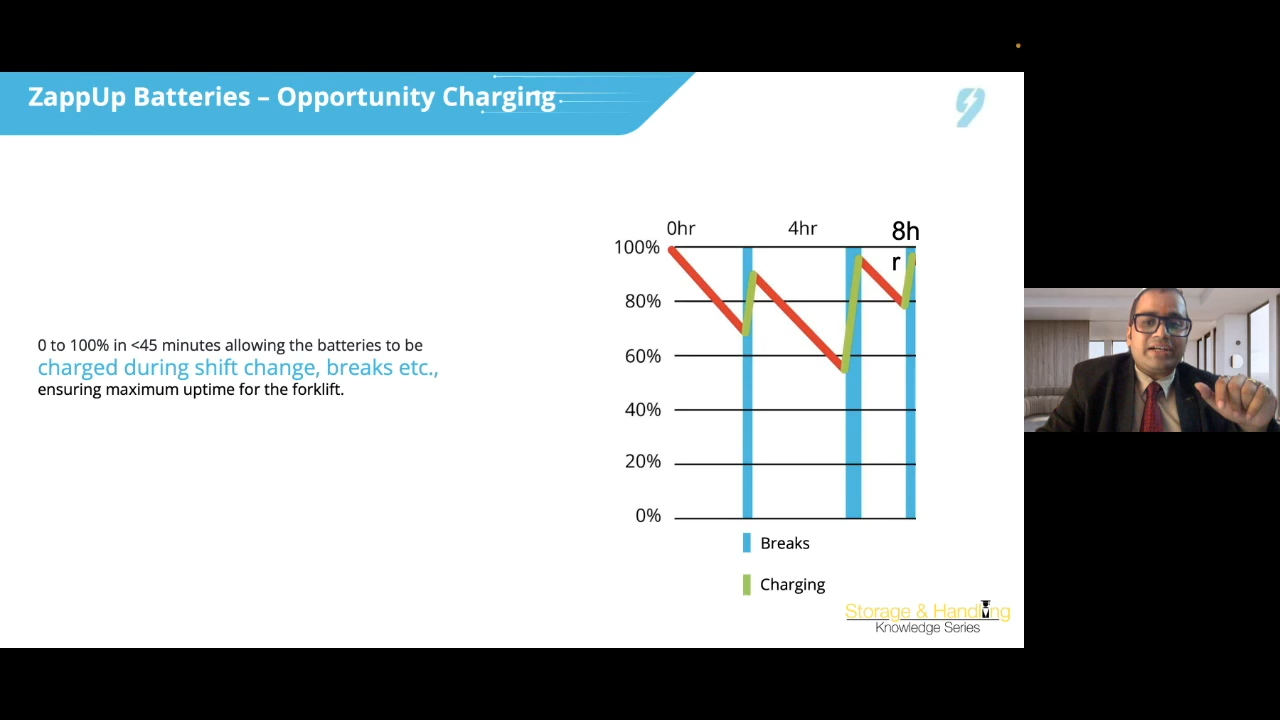 ZappUp Batteries – Opportunity Charging
0 to 100% in <45 minutes allowing the batteries to be
charged during shift change, breaks etc.,
ensuring maximum uptime for the forklift.
0hr
4hr
8h
r
100%
80%
60%
40%
20%
0%
Breaks
Charging
Storage & Handling
Knowledge Series